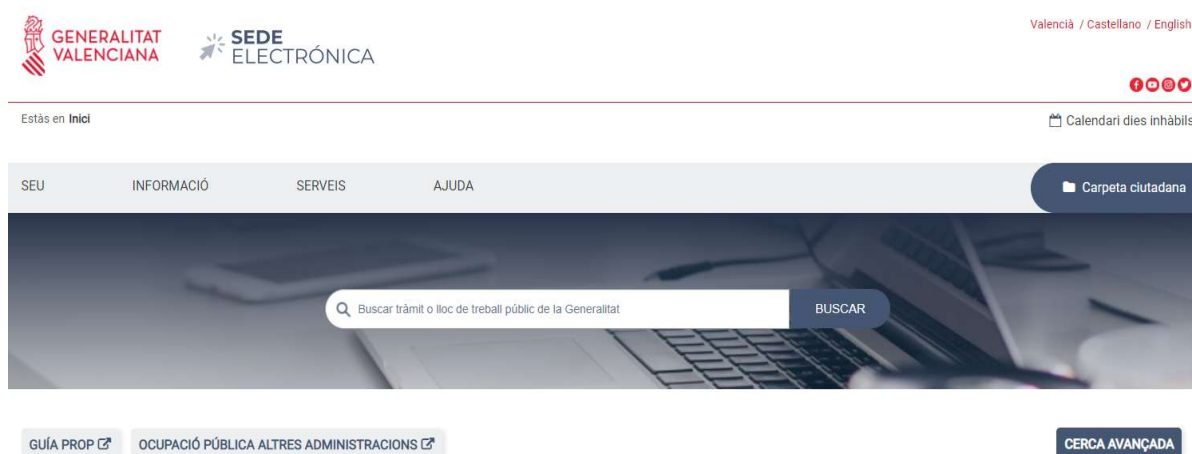 GENERALITAT
VALENCIANA
SEDE
ELECTRÓNICA
Valencià / Castellano / English
Estàs en Inici
Calendari dies inhàbils
SEU INFORMACIÓ SERVEIS AJUDA
Carpeta ciutadana
Buscar tràmit o lloc de treball públic de la Generalitat
BUSCAR
GUÍA PROP
OCUPACIÓ PÚBLICA ALTRES ADMINISTRACIONS
CERCA AVANÇADA